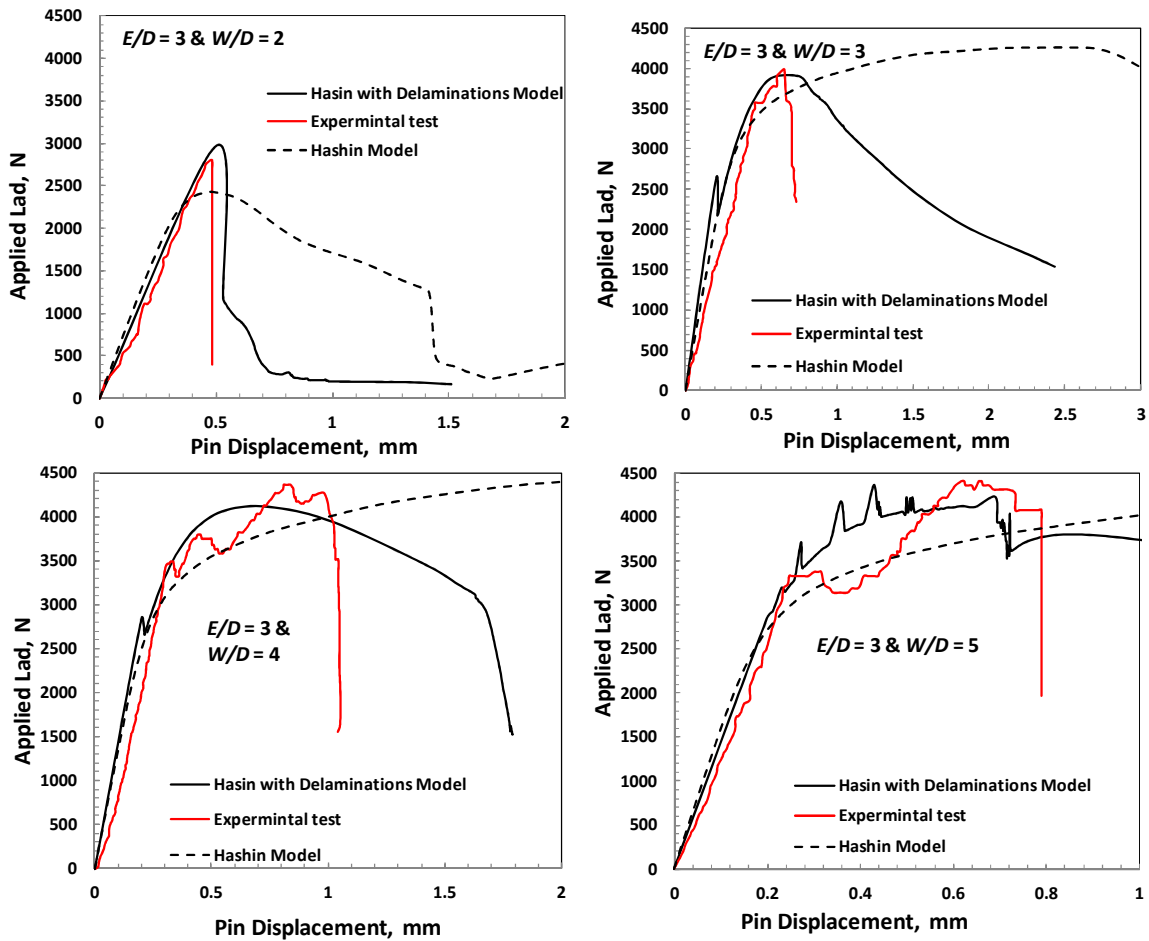 E/D = 3 & W/D = 2
4500
4000
3500
3000
2500
2000
1500
1000
500
0
Applied Lad, N
Hasin with Delaminations Model
Expermintal test
Hashin Model
0
0.5
1
1.5
2
Pin Displacement, mm
E/D = 3 & W/D = 3
4500
4000
3500
3000
2500
2000
1500
1000
500
0
Applied Lad, N
Hasin with Delaminations Model
Expermintal test
Hashin Model
0
0.5
1
1.5
2
2.5
3
Pin Displacement, mm
4500
4000
3500
3000
2500
2000
1500
1000
500
0
Applied Lad, N
E/D = 3 &
W/D = 4
Hasin with Delaminations Model
Expermintal test
Hashin Model
0
0.5
1
1.5
2
Pin Displacement, mm
4500
4000
3500
3000
2500
2000
1500
1000
500
0
Applied Lad, N
E/D = 3 & W/D = 5
Hasin with Delaminations Model
Expermintal test
Hashin Model
0
0.2
0.4
0.6
0.8
1
Pin Displacement, mm